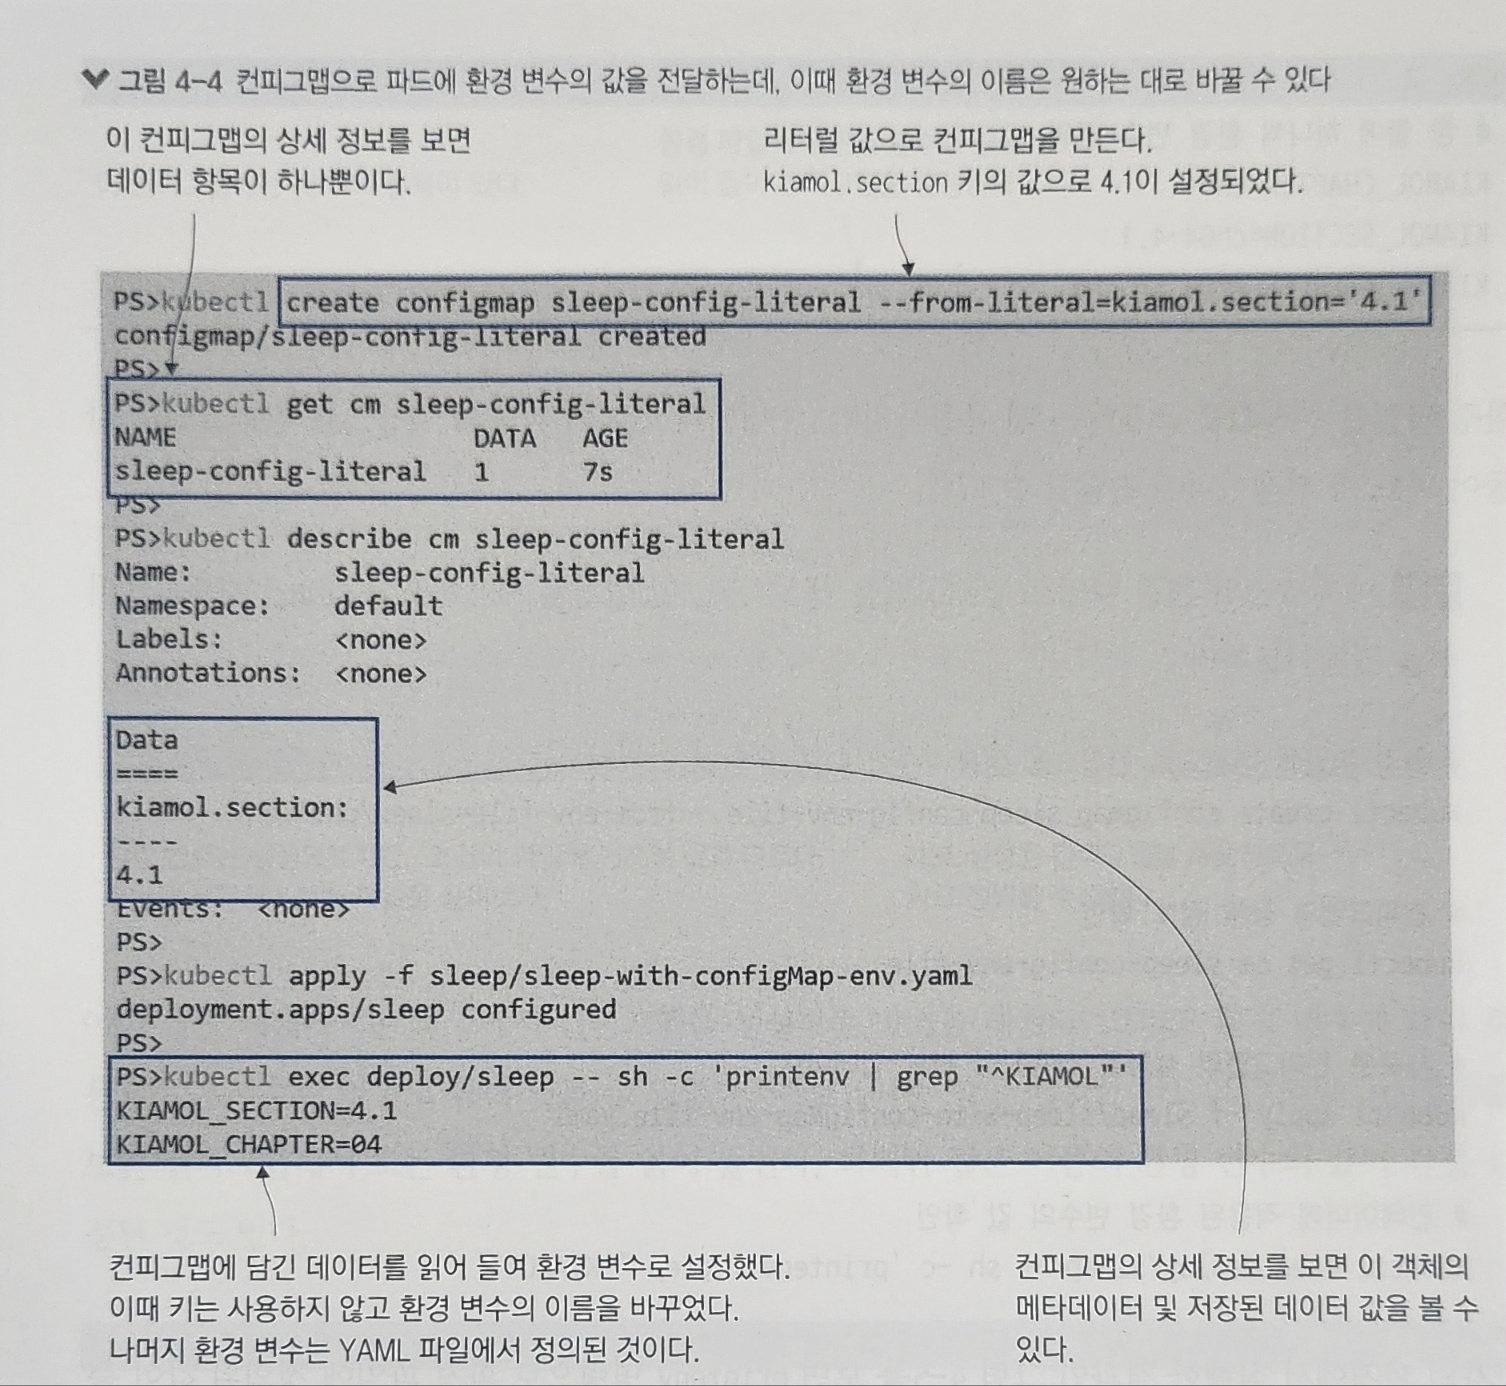 그림 4-4 컨피그맵으로 파드에 환경 변수의 값을 전달하는데, 이때 환경 변수의 이름은 원하는 대로 바꿀 수 있다
이 컨피그맵의 상세 정보를 보면
데이터 항목이 하나뿐이다.
리터럴 값으로 컨피그맵을 만든다.
kiamol.section 키의 값으로 4.1이 설정되었다.
PS>kubectl create configmap sleep-config-literal --from-literal=kiamol.section='4.1'
configmap/sleep-config-literal created
PS>
PS>kubectl get cm sleep-config-literal
NAME DATA AGE
sleep-config-literal 1 7s
PS>
PS>kubectl describe cm sleep-config-literal
Name: sleep-config-literal
Namespace: default
Labels: <none>
Annotations: <none>
Data
====
kiamol.section:
----
4.1
Events: <none>
PS>
PS>kubectl apply -f sleep/sleep-with-configMap-env.yaml
deployment.apps/sleep configured
PS>
PS>kubectl exec deploy/sleep -- sh -c 'printenv | grep "^KIAMOL"'
KIAMOL_SECTION=4.1
KIAMOL_CHAPTER=04
컨피그맵에 담긴 데이터를 읽어 들여 환경 변수로 설정했다.
이때 키는 사용하지 않고 환경 변수의 이름을 바꾸었다.
나머지 환경 변수는 YAML 파일에서 정의된 것이다.
컨피그맵의 상세 정보를 보면 이 객체의
메타데이터 및 저장된 데이터 값을 볼 수
있다.